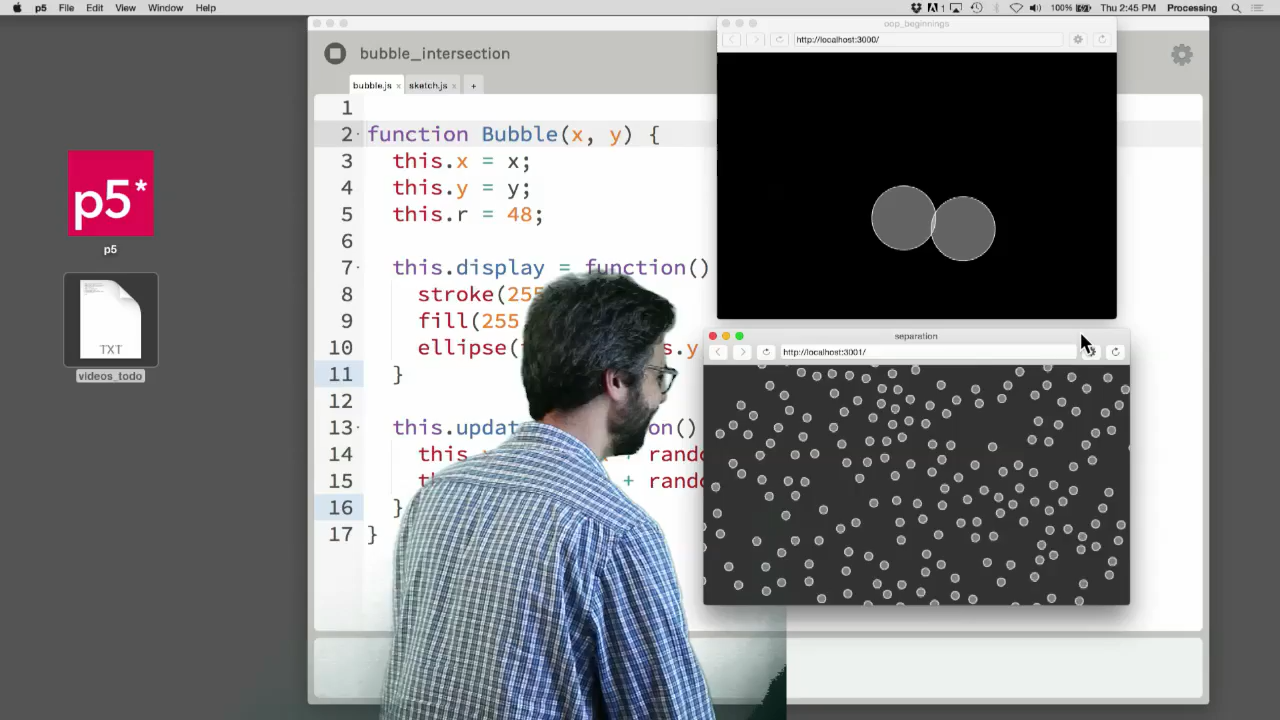 p5 File Edit View Window Help
1 100% Thu 2:45 PM Processing
bubble_intersection
bubble.js x sketch.js x +
1
2 function Bubble(x, y) {
3 this.x = x;
4 this.y = y;
5 this.r = 48;
6
7 this.display = function()
8 stroke(255
9 fill(255
10 ellipse( s.y
11 }
12
13 this.updat on()
14 this + rand
15 + rand
16 }
17 }
oop_beginnings
http://localhost:3000/
separation
http://localhost:3001/
p5*
p5
TXT
videos_todo